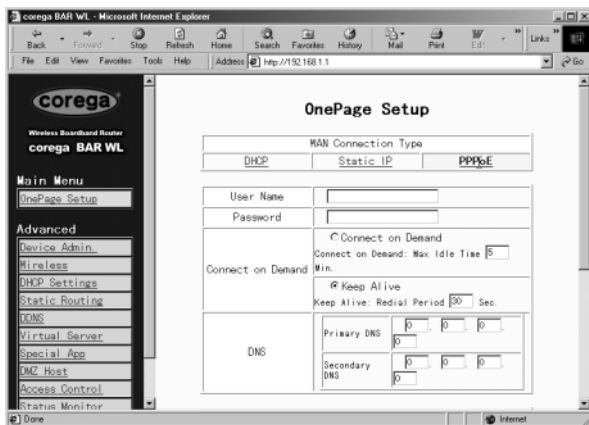 corega BAR WL - Microsoft Internet Explorer
Back Forward Stop Refresh Home Search Favorites History Mail Print Edit » Links »
File Edit View Favorites Tools Help Address http://192.168.1.1 Go
corega
Wireless Boardband Router
corega BAR WL
Main Menu
OnePage Setup
Advanced
Device Admin.
Wireless
DHCP Settings
Static Routing
DDNS
Virtual Server
Special App
DMZ Host
Access Control
Status Monitor
OnePage Setup
WAN Connection Type
DHCP Static IP PPPoE
User Name
Password
Connect on Demand
Connect on Demand
Connect on Demand: Max Idle Time 5
Min.
Keep Alive
Keep Alive: Redial Period 30 Sec.
DNS
Primary DNS 0. 0. 0.
0
Secondary DNS 0. 0. 0.
0
Done Internet